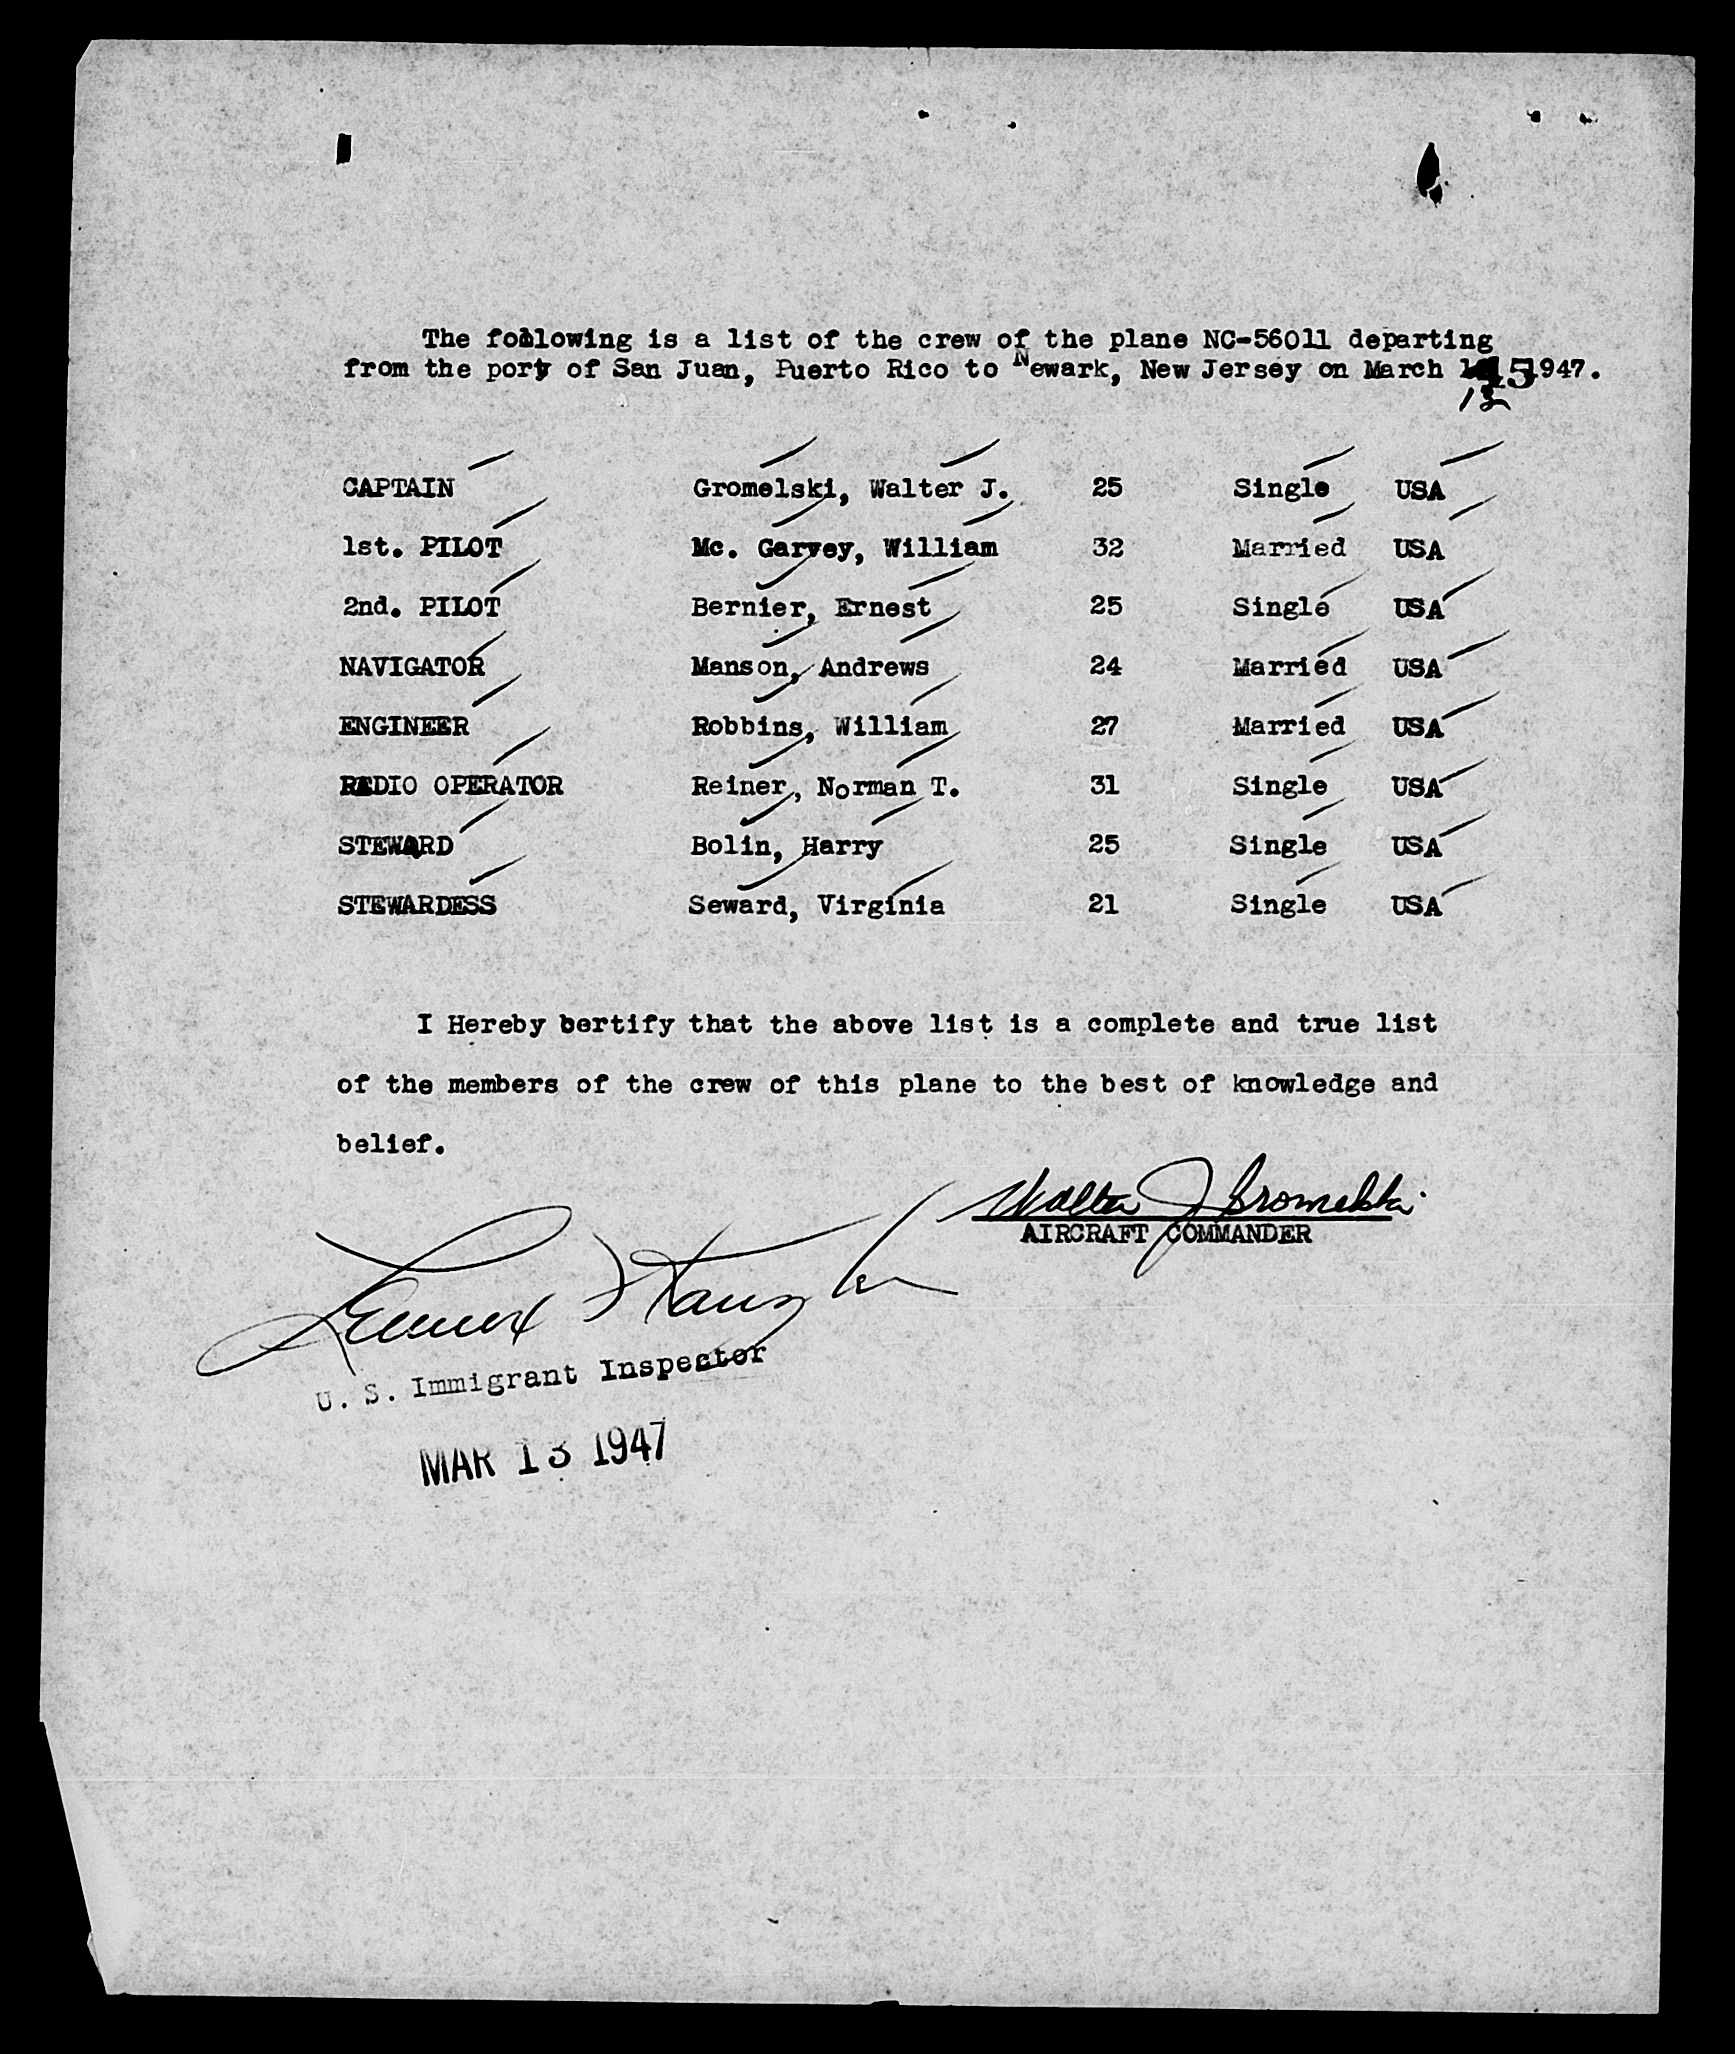 The following is a list of the crew of the plane NC-56011 departing
from the port of San Juan, Puerto Rico to Newark, New Jersey on March 15 1947.
CAPTAIN Gromelski, Walter J. 25 Single USA
1st. PILOT Mc. Garvey, William 32 Married USA
2nd. PILOT Bernier, Ernest 25 Single USA
NAVIGATOR Manson, Andrews 24 Married USA
ENGINEER Robbins, William 27 Married USA
RADIO OPERATOR Reiner, Norman T. 31 Single USA
STEWARD Bolin, Harry 25 Single USA
STEWARDESS Seward, Virginia 21 Single USA
I Hereby certify that the above list is a complete and true list
of the members of the crew of this plane to the best of knowledge and
belief.
Walter J Gromelski
AIRCRAFT COMMANDER
U. S. Immigrant Inspector
MAR 13 1947